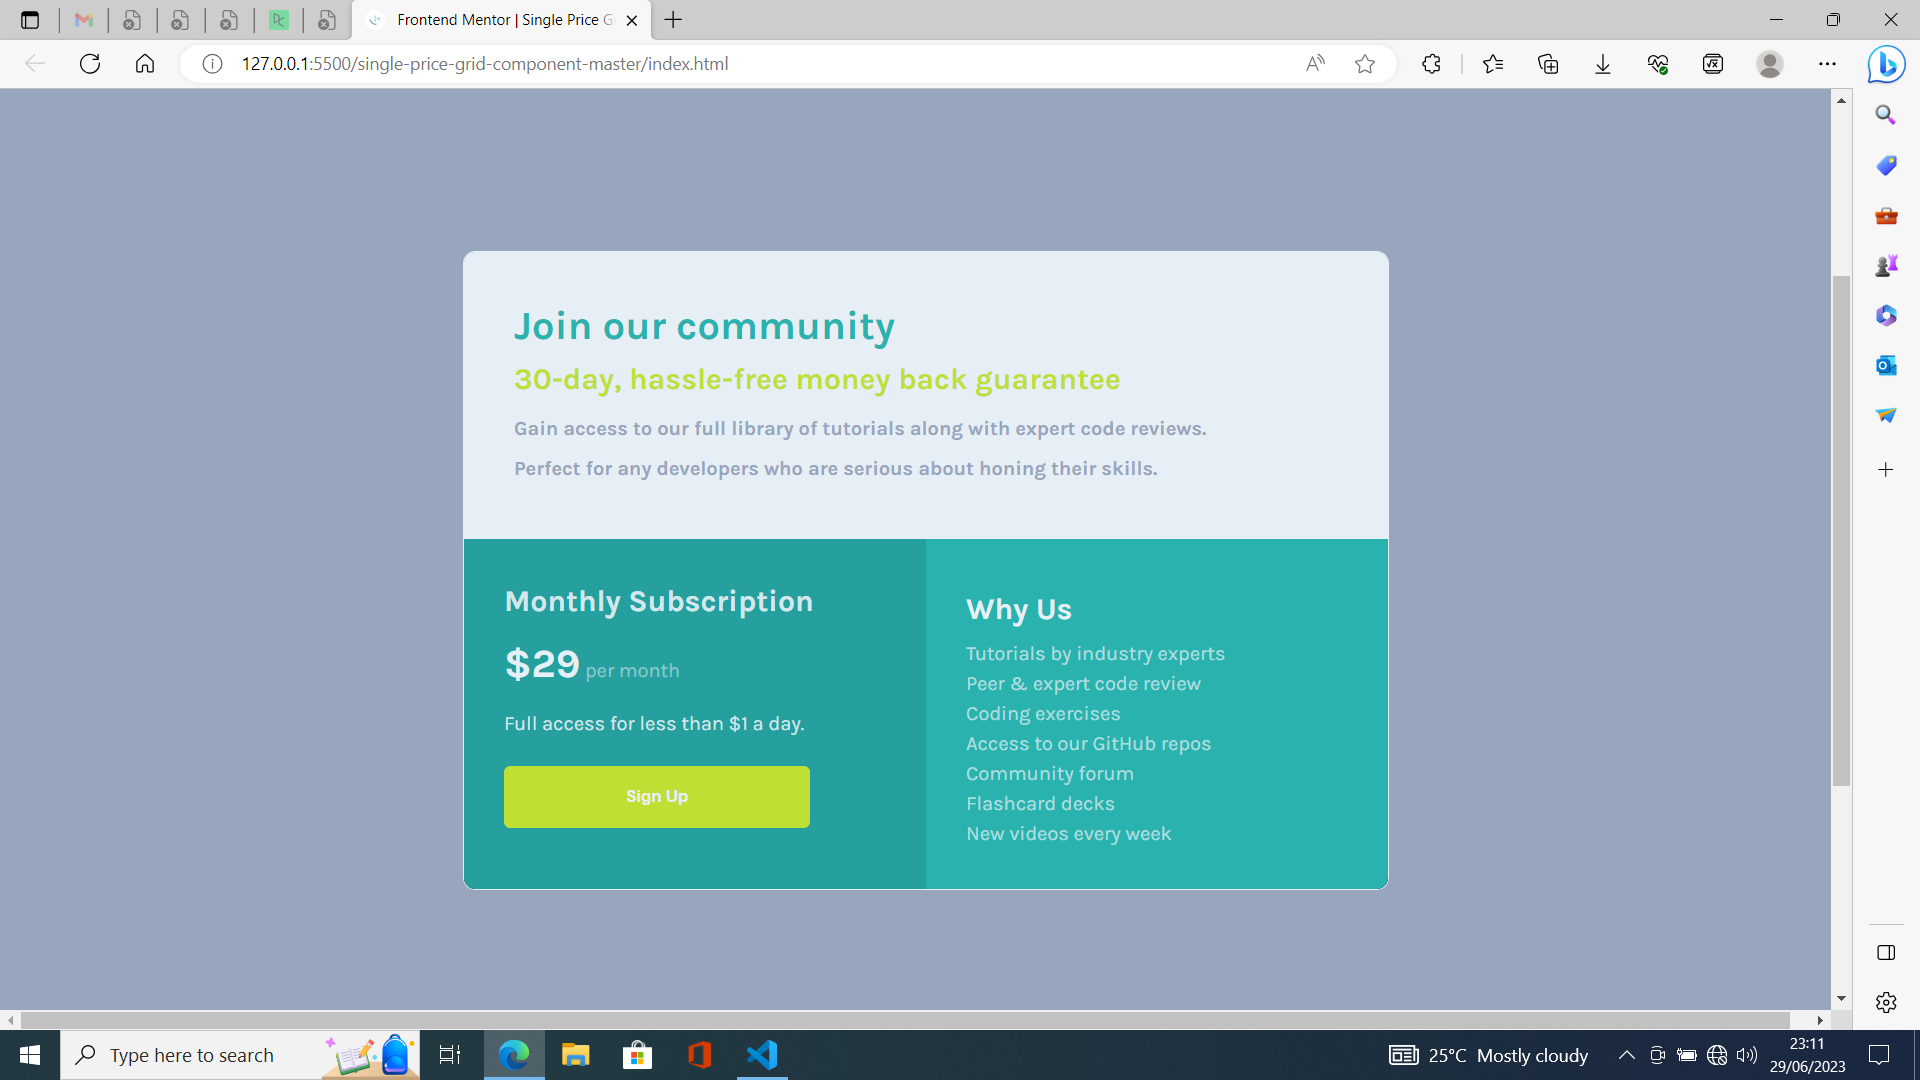 Frontend Mentor | Single Price G
127.0.0.1:5500/single-price-grid-component-master/index.html
Join our community
30-day, hassle-free money back guarantee
Gain access to our full library of tutorials along with expert code reviews.
Perfect for any developers who are serious about honing their skills.
Monthly Subscription
$29 per month
Full access for less than $1 a day.
Sign Up
Why Us
Tutorials by industry experts
Peer & expert code review
Coding exercises
Access to our GitHub repos
Community forum
Flashcard decks
New videos every week
Type here to search
25°C Mostly cloudy
23:11
29/06/2023